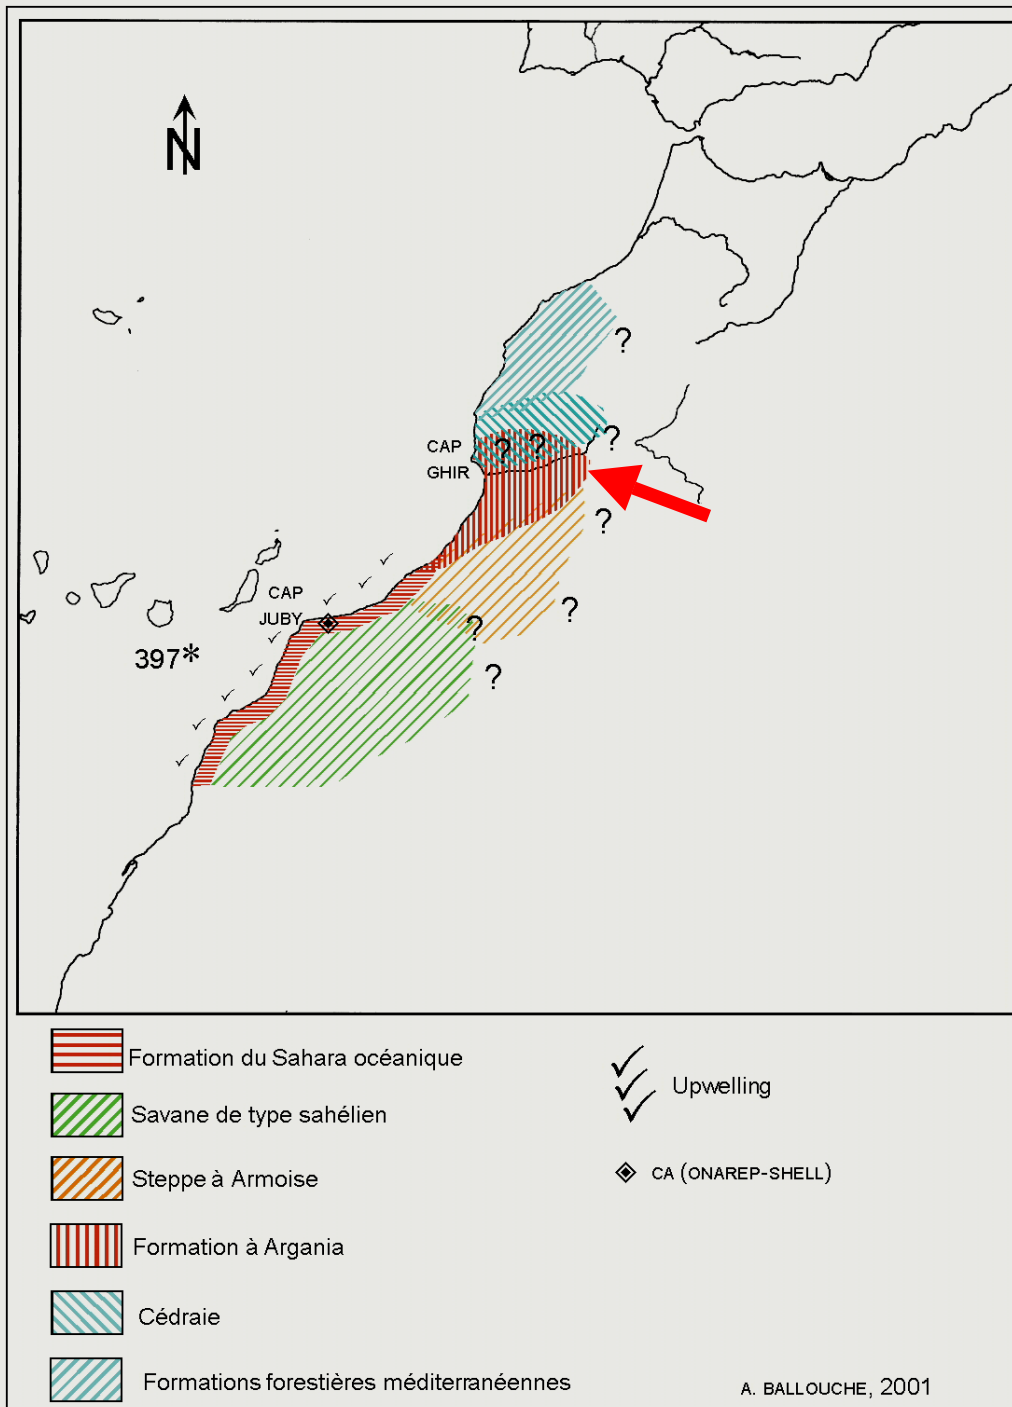 N
?
?
CAP
GHIR
? ?
?
?
CAP
JUBY
?
?
397*
?
Formation du Sahara océanique
Savane de type sahélien
Steppe à Armoise
Formation à Argania
Cédraie
Formations forestières méditerranéennes
Upwelling
CA (ONAREP-SHELL)
A. BALLOUCHE, 2001